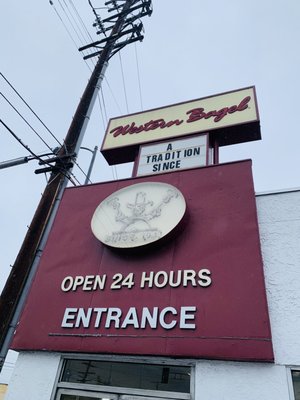 Western Bagel
A
TRADITION
SINCE
OPEN 24 HOURS
ENTRANCE